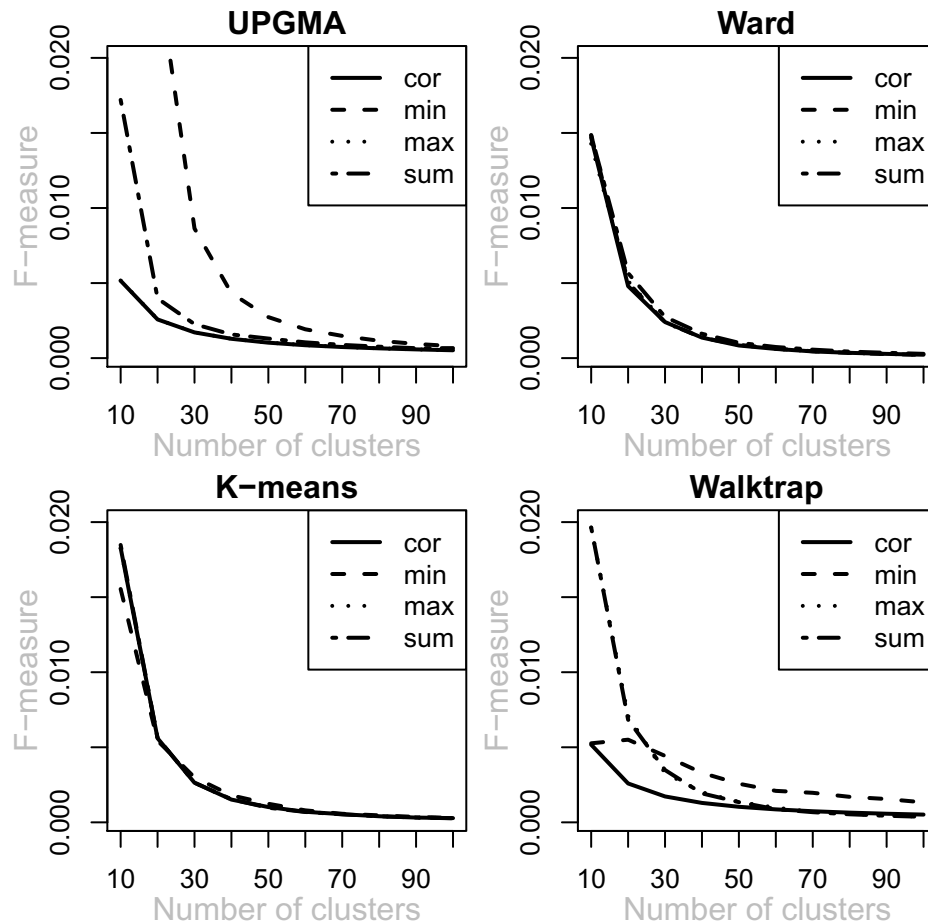 UPGMA
0.020
0.010
0.000
F−measure
cor
min
max
sum
10 30 50 70 90
Number of clusters
Ward
0.020
0.010
0.000
F−measure
cor
min
max
sum
10 30 50 70 90
Number of clusters
K−means
0.020
0.010
0.000
F−measure
cor
min
max
sum
10 30 50 70 90
Number of clusters
Walktrap
0.020
0.010
0.000
F−measure
cor
min
max
sum
10 30 50 70 90
Number of clusters